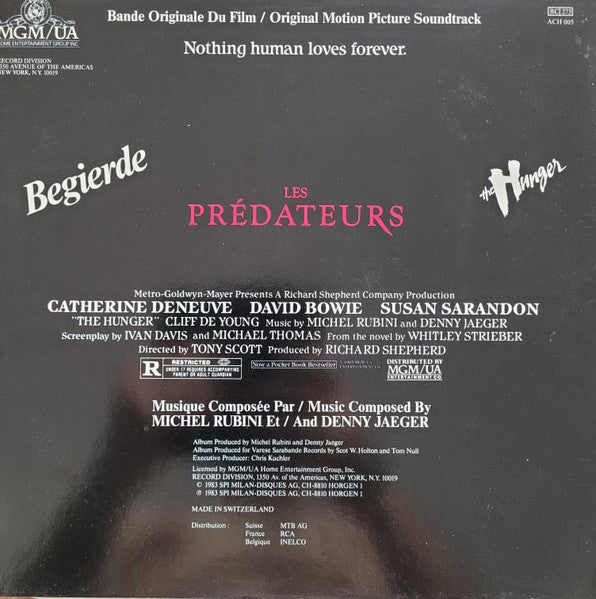 MGM/UA
HOME ENTERTAINMENT GROUP INC
RECORD DIVISION
1350 AVENUE OF THE AMERICAS
NEW YORK, N.Y. 10019
Bande Originale Du Film / Original Motion Picture Soundtrack
ACH 005
Nothing human loves forever.
Begierde
the Hunger
LES
PRÉDATEURS
Metro-Goldwyn-Mayer Presents A Richard Shepherd Company Production
CATHERINE DENEUVE DAVID BOWIE SUSAN SARANDON
"THE HUNGER" CLIFF DE YOUNG Music by MICHEL RUBINI and DENNY JAEGER
Screenplay by IVAN DAVIS and MICHAEL THOMAS From the novel by WHITLEY STRIEBER
Directed by TONY SCOTT Produced by RICHARD SHEPHERD
R RESTRICTED
UNDER 17 REQUIRES ACCOMPANYING
PARENT OR ADULT GUARDIAN
Now a Pocket Book Bestseller
DISTRIBUTED BY
MGM/UA
ENTERTAINMENT CO.
Musique Composée Par / Music Composed By
MICHEL RUBINI Et / And DENNY JAEGER
Album Produced by Michel Rubini and Denny Jaeger
Album Produced for Varese Sarabande Records by Scot W. Holton and Tom Null
Executive Producer: Chris Kuchler
Licensed by MGM/UA Home Entertainment Group, Inc.
RECORD DIVISION, 1350 Av. of the Americas, NEW YORK, N.Y. 10019
© 1983 SPI MILAN-DISQUES AG, CH-8810 HORGEN 1
℗ 1983 SPI MILAN-DISQUES AG, CH-8810 HORGEN 1
MADE IN SWITZERLAND
Distribution : Suisse MTB AG
France RCA
Belgique INELCO